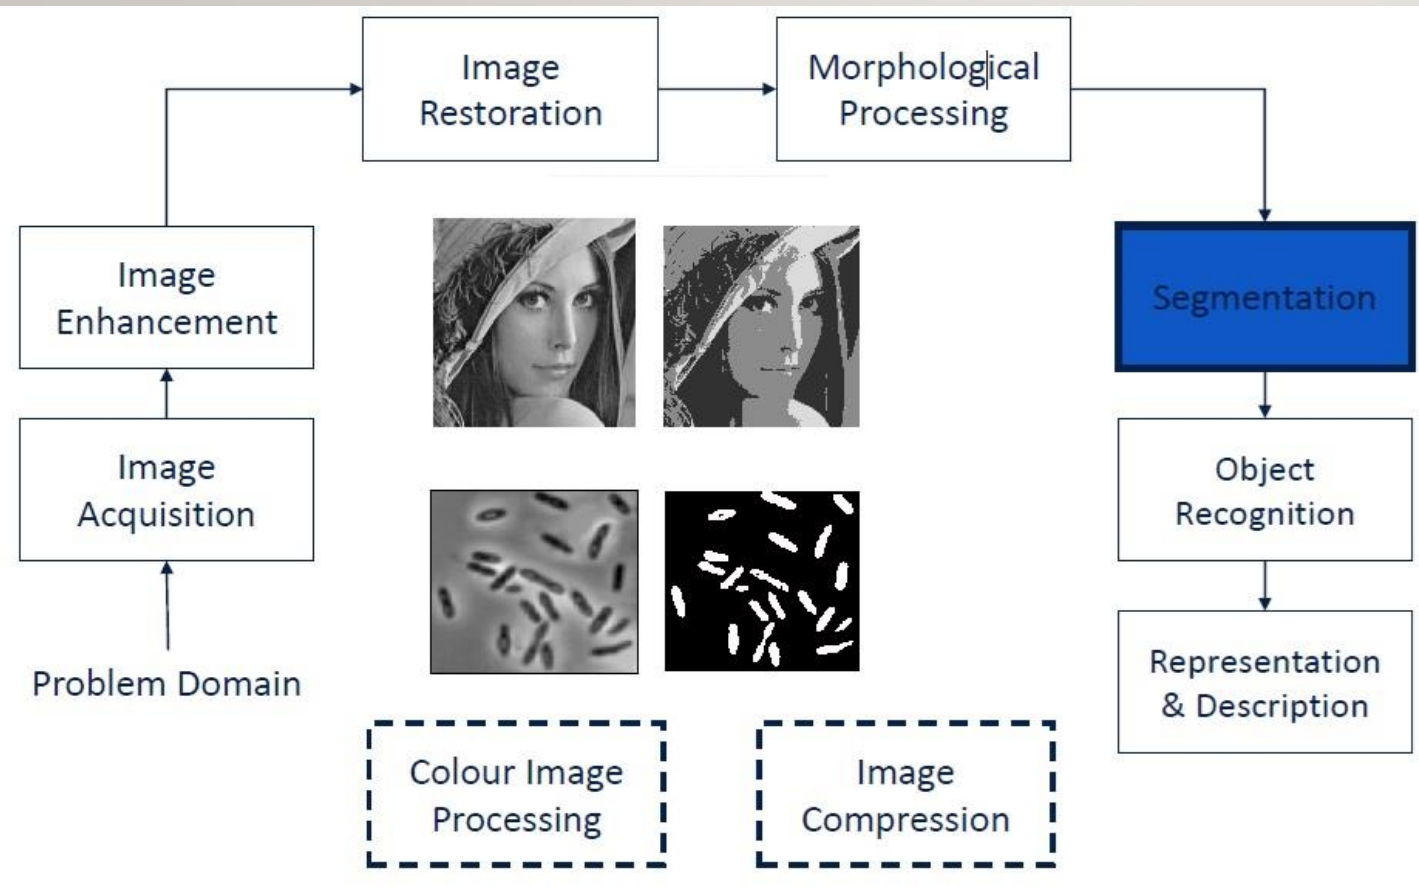 Image
Restoration
Morphological
Processing
Image
Enhancement
Segmentation
Image
Acquisition
Object
Recognition
Problem Domain
Representation
& Description
Colour Image
Processing
Image
Compression